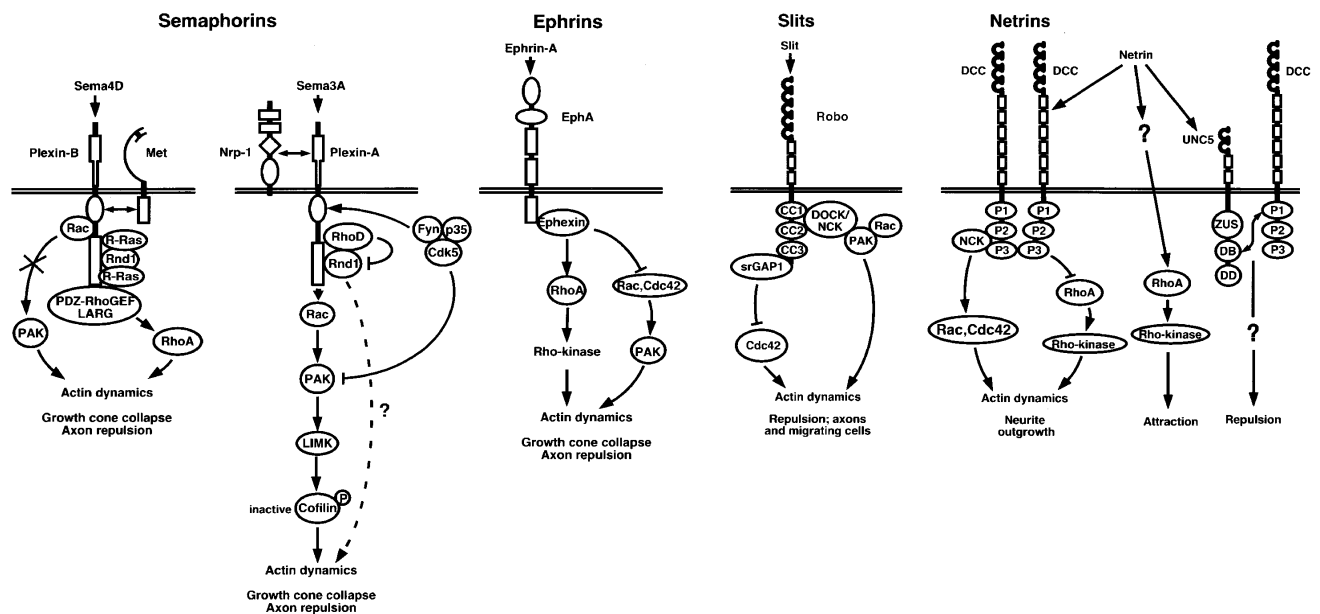 Semaphorins
Ephrins
Slits
Netrins
Sema4D
Plexin-B
Met
Rac
R-Ras
Rnd1
R-Ras
PDZ-RhoGEF
LARG
PAK
RhoA
Actin dynamics
Growth cone collapse
Axon repulsion
Sema3A
Nrp-1
Plexin-A
RhoD
Rnd1
Fyn
p35
Cdk5
Rac
PAK
?
LIMK
inactive
Cofilin
P
Actin dynamics
Growth cone collapse
Axon repulsion
Ephrin-A
EphA
Ephexin
RhoA
Rac,Cdc42
Rho-kinase
PAK
Actin dynamics
Growth cone collapse
Axon repulsion
Slit
Robo
CC1
CC2
CC3
DOCK/
NCK
PAK
Rac
srGAP1
Cdc42
Actin dynamics
Repulsion; axons
and migrating cells
DCC
DCC
Netrin
DCC
?
UNC5
P1
P2
P3
P1
P2
P3
NCK
RhoA
Rac,Cdc42
Rho-kinase
Actin dynamics
Neurite
outgrowth
RhoA
Rho-kinase
Attraction
ZUS
DB
DD
P1
P2
P3
?
Repulsion